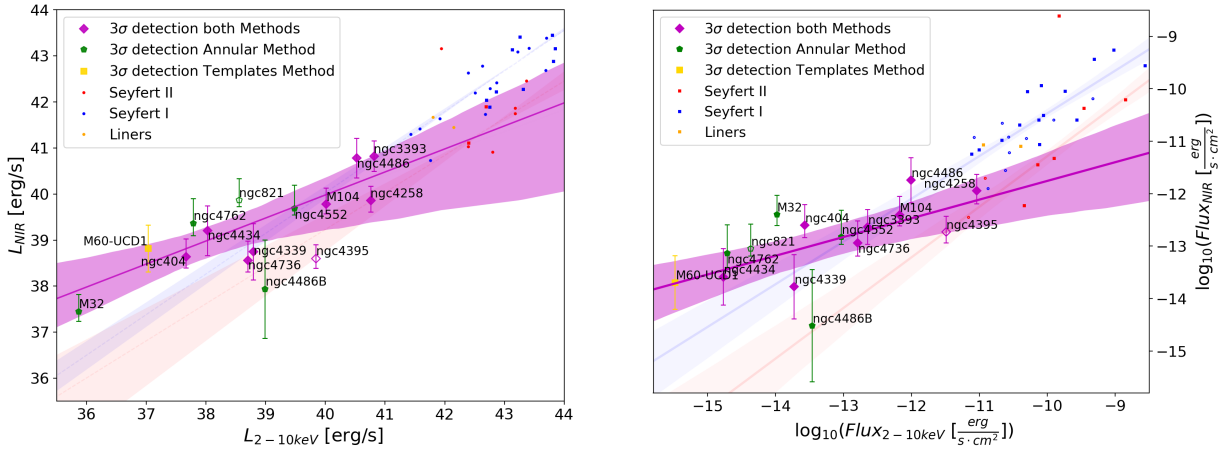 3σ detection both Methods
3σ detection Annular Method
3σ detection Templates Method
Seyfert II
Seyfert I
Liners
43
42
41
40
39
38
37
36
L_NIR [erg/s]
ngc3393
ngc4486
ngc821
M104
ngc4258
ngc4762
ngc4552
M60-UCD1
ngc4434
ngc4339
ngc4395
ngc404
ngc4736
ngc4486B
M32
36 37 38 39 40 41 42 43 44
L_{2−10keV} [erg/s]
3σ detection both Methods
3σ detection Annular Method
3σ detection Templates Method
Seyfert II
Seyfert I
Liners
−9
−10
−11
−12
−13
−14
−15
log₁₀(Flux_NIR [erg/s·cm²])
ngc4486
ngc4258
M32
M104
ngc404
ngc3393
ngc4395
ngc4552
ngc821
ngc4736
ngc4762
ngc4434
M60-UCD1
ngc4339
ngc4486B
−15 −14 −13 −12 −11 −10 −9
log₁₀(Flux_{2−10keV} [erg/s·cm²])